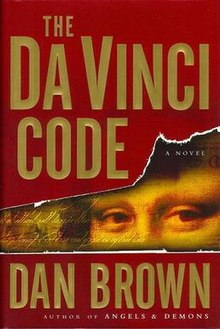 THE
DA VINCI
CODE
A NOVEL
DAN BROWN
AUTHOR OF ANGELS & DEMONS